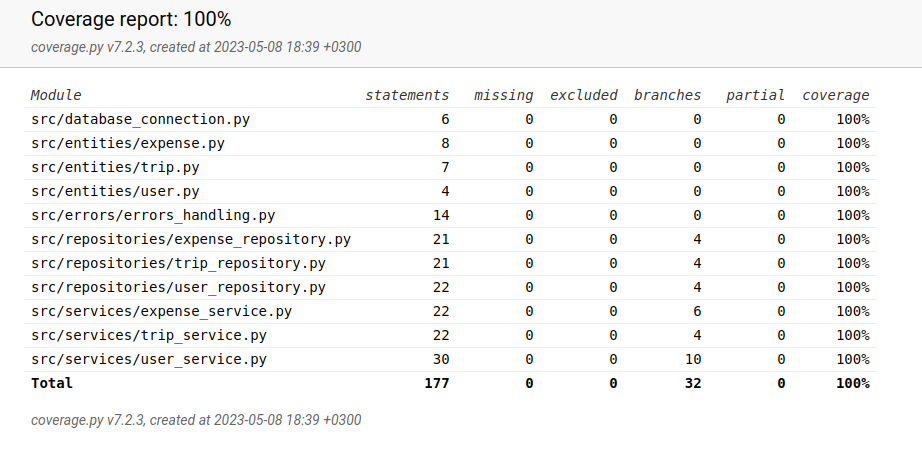 Coverage report: 100%
coverage.py v7.2.3, created at 2023-05-08 18:39 +0300
Module statements missing excluded branches partial coverage
src/database_connection.py 6 0 0 0 0 100%
src/entities/expense.py 8 0 0 0 0 100%
src/entities/trip.py 7 0 0 0 0 100%
src/entities/user.py 4 0 0 0 0 100%
src/errors/errors_handling.py 14 0 0 0 0 100%
src/repositories/expense_repository.py 21 0 0 4 0 100%
src/repositories/trip_repository.py 21 0 0 4 0 100%
src/repositories/user_repository.py 22 0 0 4 0 100%
src/services/expense_service.py 22 0 0 6 0 100%
src/services/trip_service.py 22 0 0 4 0 100%
src/services/user_service.py 30 0 0 10 0 100%
Total 177 0 0 32 0 100%
coverage.py v7.2.3, created at 2023-05-08 18:39 +0300